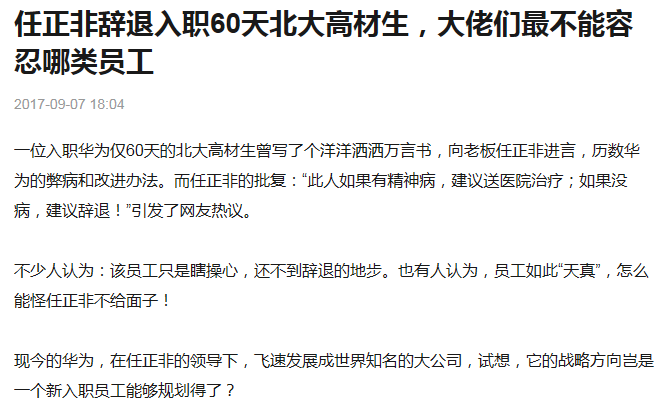 任正非辞退入职60天北大高材生，大佬们最不能容
忍哪类员工
2017-09-07 18:04
一位入职华为仅60天的北大高材生曾写了个洋洋洒洒万言书，向老板任正非进言，历数华
为的弊病和改进办法。而任正非的批复：“此人如果有精神病，建议送医院治疗；如果没
病，建议辞退！”引发了网友热议。
不少人认为：该员工只是瞎操心，还不到辞退的地步。也有人认为，员工如此“天真”，怎么
能怪任正非不给面子！
现今的华为，在任正非的领导下，飞速发展成世界知名的大公司，试想，它的战略方向岂是
一个新入职员工能够规划得了？